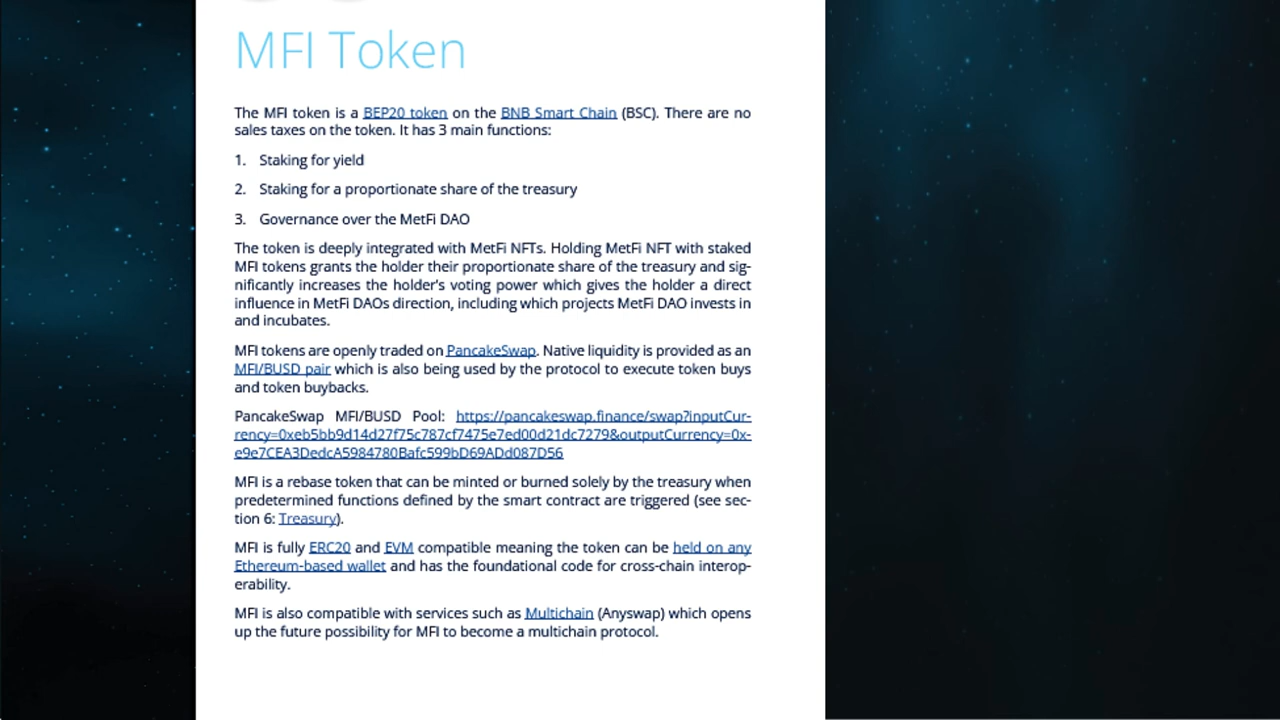 MFI Token
The MFI token is a BEP20 token on the BNB Smart Chain (BSC). There are no
sales taxes on the token. It has 3 main functions:
1. Staking for yield
2. Staking for a proportionate share of the treasury
3. Governance over the MetFi DAO
The token is deeply integrated with MetFi NFTs. Holding MetFi NFT with staked
MFI tokens grants the holder their proportionate share of the treasury and sig-
nificantly increases the holder's voting power which gives the holder a direct
influence in MetFi DAOs direction, including which projects MetFi DAO invests in
and incubates.
MFI tokens are openly traded on PancakeSwap. Native liquidity is provided as an
MFI/BUSD pair which is also being used by the protocol to execute token buys
and token buybacks.
PancakeSwap MFI/BUSD Pool: https://pancakeswap.finance/swap?inputCur-
rency=0xeb5bb9d14d27f75c787cf7475e7ed00d21dc7279&outputCurrency=0x-
e9e7CEA3DedcA5984780Bafc599bD69ADd087D56
MFI is a rebase token that can be minted or burned solely by the treasury when
predetermined functions defined by the smart contract are triggered (see sec-
tion 6: Treasury).
MFI is fully ERC20 and EVM compatible meaning the token can be held on any
Ethereum-based wallet and has the foundational code for cross-chain interop-
erability.
MFI is also compatible with services such as Multichain (Anyswap) which opens
up the future possibility for MFI to become a multichain protocol.